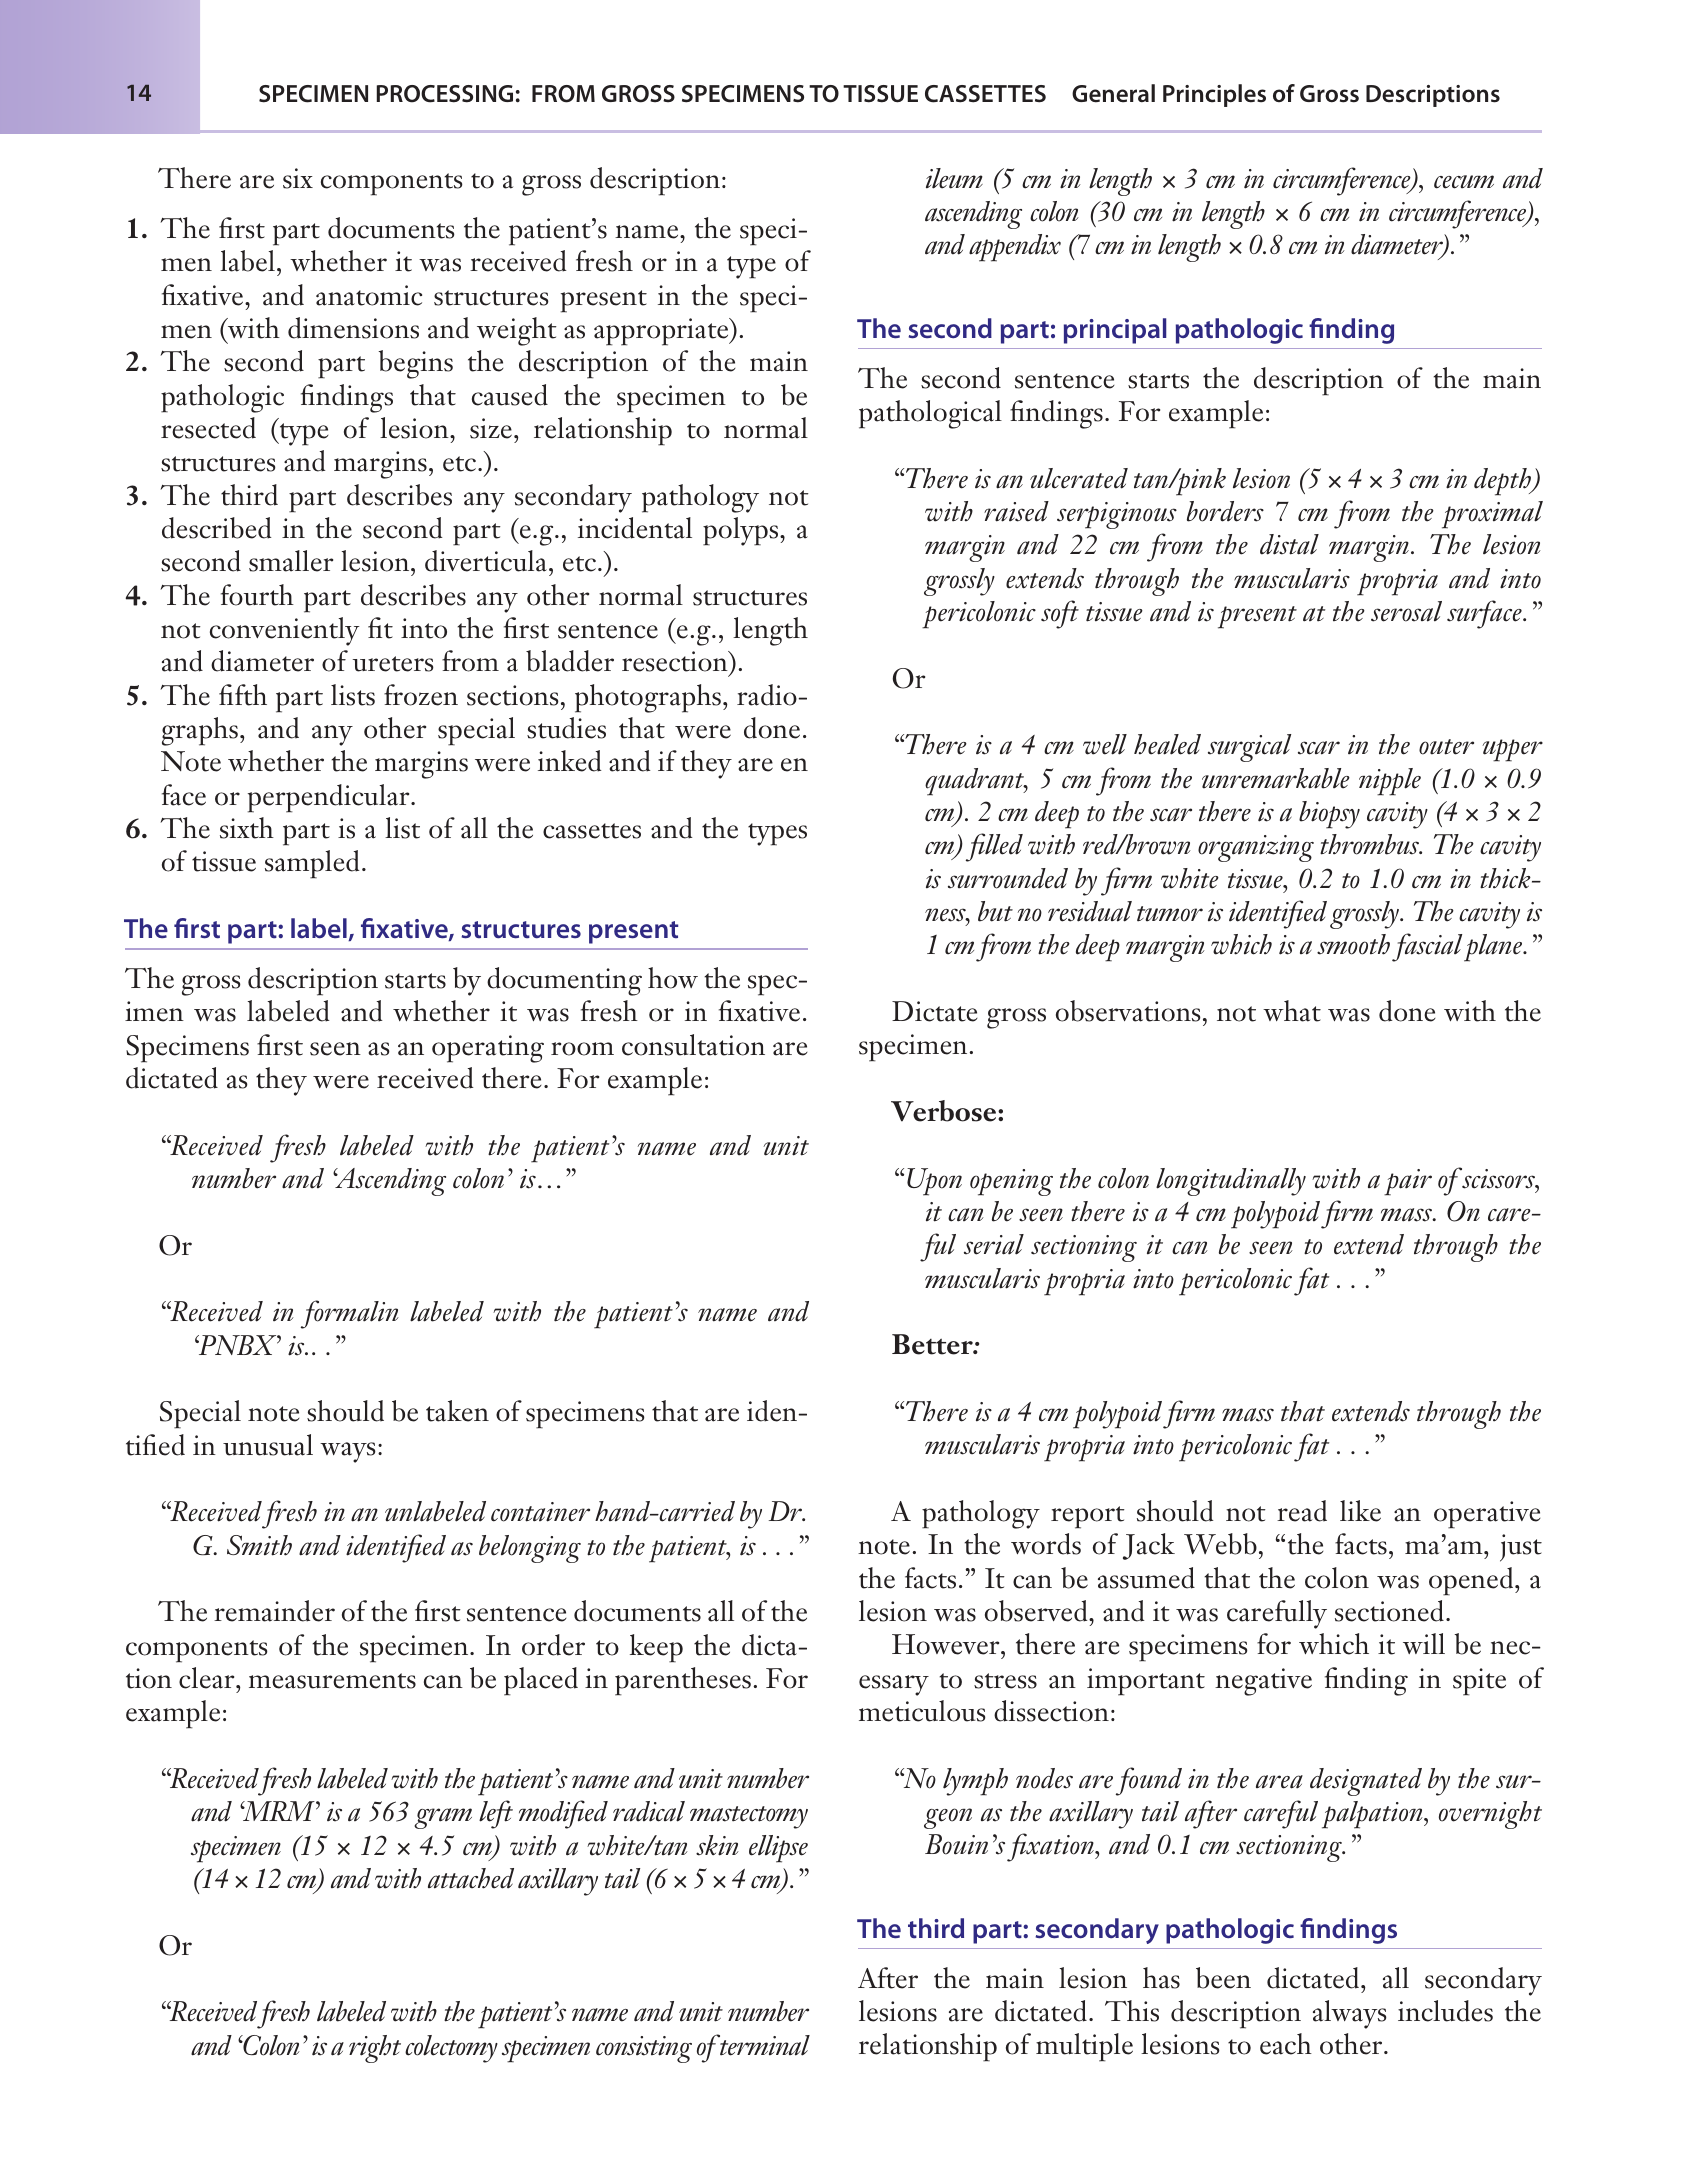 14 SPECIMEN PROCESSING: FROM GROSS SPECIMENS TO TISSUE CASSETTES General Principles of Gross Descriptions
There are six components to a gross description:
1. The first part documents the patient’s name, the speci-
men label, whether it was received fresh or in a type of
fixative, and anatomic structures present in the speci-
men (with dimensions and weight as appropriate).
2. The second part begins the description of the main
pathologic findings that caused the specimen to be
resected (type of lesion, size, relationship to normal
structures and margins, etc.).
3. The third part describes any secondary pathology not
described in the second part (e.g., incidental polyps, a
second smaller lesion, diverticula, etc.).
4. The fourth part describes any other normal structures
not conveniently fit into the first sentence (e.g., length
and diameter of ureters from a bladder resection).
5. The fifth part lists frozen sections, photographs, radio-
graphs, and any other special studies that were done.
Note whether the margins were inked and if they are en
face or perpendicular.
6. The sixth part is a list of all the cassettes and the types
of tissue sampled.
The first part: label, fixative, structures present
The gross description starts by documenting how the spec-
imen was labeled and whether it was fresh or in fixative.
Specimens first seen as an operating room consultation are
dictated as they were received there. For example:
“Received fresh labeled with the patient’s name and unit
number and ‘Ascending colon’ is…”
Or
“Received in formalin labeled with the patient’s name and
‘PNBX’ is.. .”
Special note should be taken of specimens that are iden-
tified in unusual ways:
“Received fresh in an unlabeled container hand-carried by Dr.
G. Smith and identified as belonging to the patient, is . . .”
The remainder of the first sentence documents all of the
components of the specimen. In order to keep the dicta-
tion clear, measurements can be placed in parentheses. For
example:
“Received fresh labeled with the patient’s name and unit number
and ‘MRM’ is a 563 gram left modified radical mastectomy
specimen (15 × 12 × 4.5 cm) with a white/tan skin ellipse
(14 × 12 cm) and with attached axillary tail (6 × 5 × 4 cm).”
Or
“Received fresh labeled with the patient’s name and unit number
and ‘Colon’ is a right colectomy specimen consisting of terminal
ileum (5 cm in length × 3 cm in circumference), cecum and
ascending colon (30 cm in length × 6 cm in circumference),
and appendix (7 cm in length × 0.8 cm in diameter).”
The second part: principal pathologic finding
The second sentence starts the description of the main
pathological findings. For example:
“There is an ulcerated tan/pink lesion (5 × 4 × 3 cm in depth)
with raised serpiginous borders 7 cm from the proximal
margin and 22 cm from the distal margin. The lesion
grossly extends through the muscularis propria and into
pericolonic soft tissue and is present at the serosal surface.”
Or
“There is a 4 cm well healed surgical scar in the outer upper
quadrant, 5 cm from the unremarkable nipple (1.0 × 0.9
cm). 2 cm deep to the scar there is a biopsy cavity (4 × 3 × 2
cm) filled with red/brown organizing thrombus. The cavity
is surrounded by firm white tissue, 0.2 to 1.0 cm in thick-
ness, but no residual tumor is identified grossly. The cavity is
1 cm from the deep margin which is a smooth fascial plane.”
Dictate gross observations, not what was done with the
specimen.
Verbose:
“Upon opening the colon longitudinally with a pair of scissors,
it can be seen there is a 4 cm polypoid firm mass. On care-
ful serial sectioning it can be seen to extend through the
muscularis propria into pericolonic fat . . .”
Better:
“There is a 4 cm polypoid firm mass that extends through the
muscularis propria into pericolonic fat . . .”
A pathology report should not read like an operative
note. In the words of Jack Webb, “the facts, ma’am, just
the facts.” It can be assumed that the colon was opened, a
lesion was observed, and it was carefully sectioned.
However, there are specimens for which it will be nec-
essary to stress an important negative finding in spite of
meticulous dissection:
“No lymph nodes are found in the area designated by the sur-
geon as the axillary tail after careful palpation, overnight
Bouin’s fixation, and 0.1 cm sectioning.”
The third part: secondary pathologic findings
After the main lesion has been dictated, all secondary
lesions are dictated. This description always includes the
relationship of multiple lesions to each other.